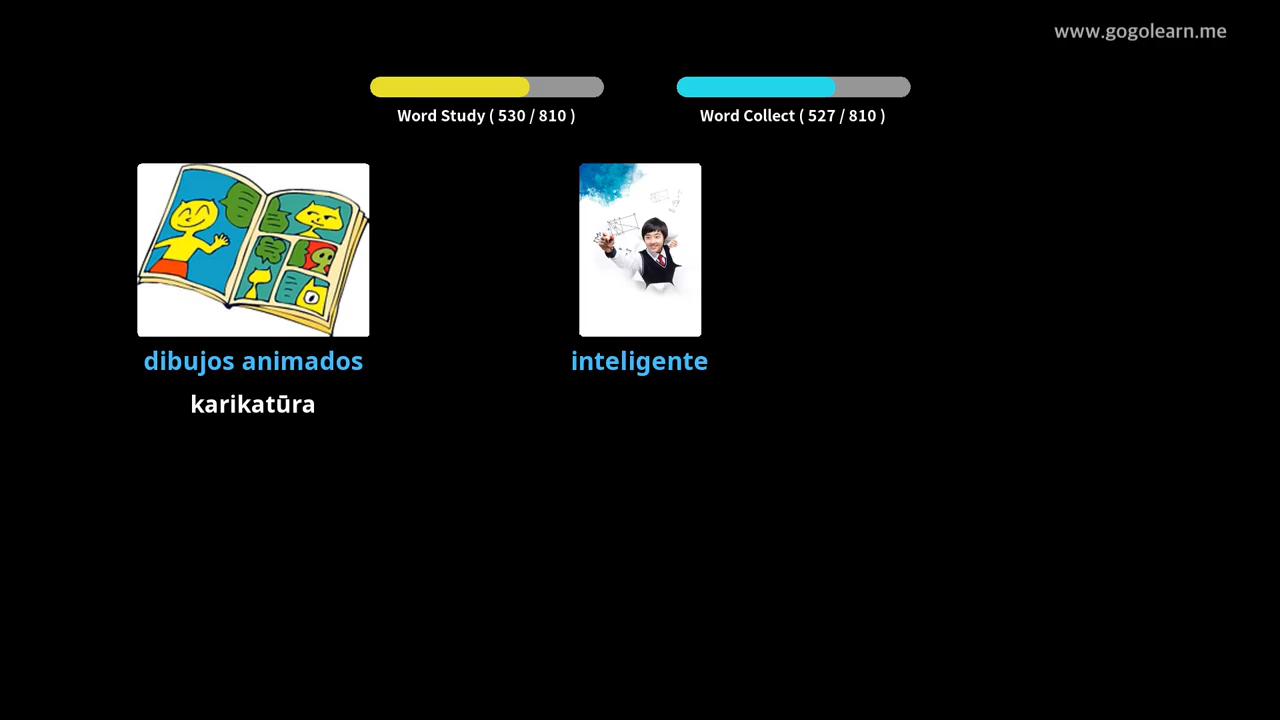 www.gogolearn.me
Word Study ( 530 / 810 )
Word Collect ( 527 / 810 )
dibujos animados
karikatūra
inteligente